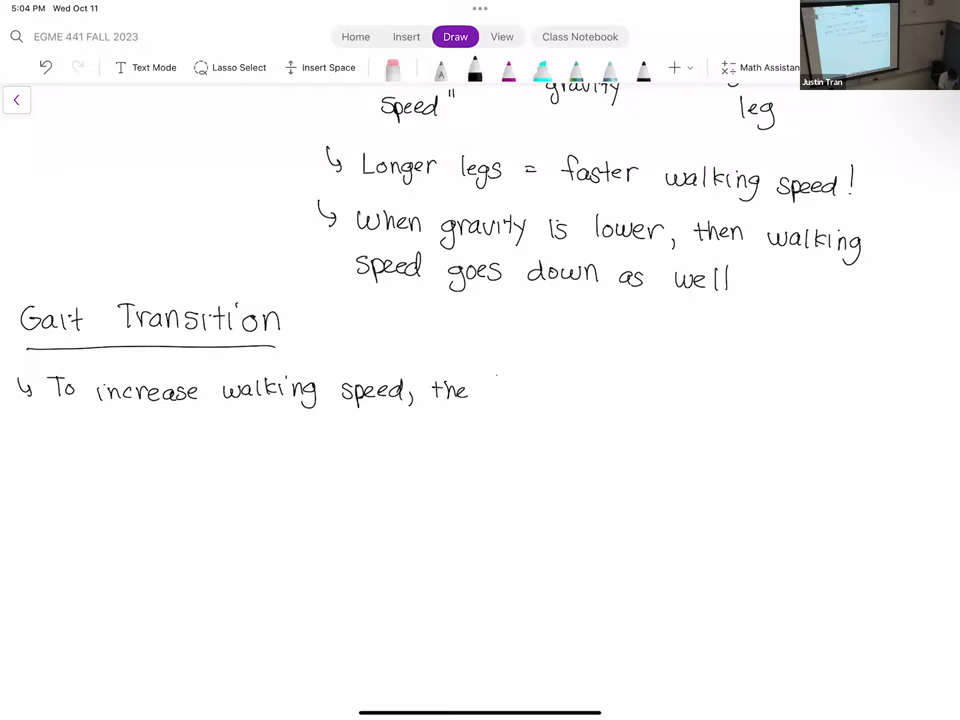 5:04 PM Wed Oct 11
EGME 441 FALL 2023
Home Insert Draw View Class Notebook
Text Mode Lasso Select Insert Space Math Assistan
Justin Tran
speed" gravity leg
↳ Longer legs = faster walking speed!
↳ When gravity is lower, then walking
speed goes down as well
Gait Transition
↳ To increase walking speed, the